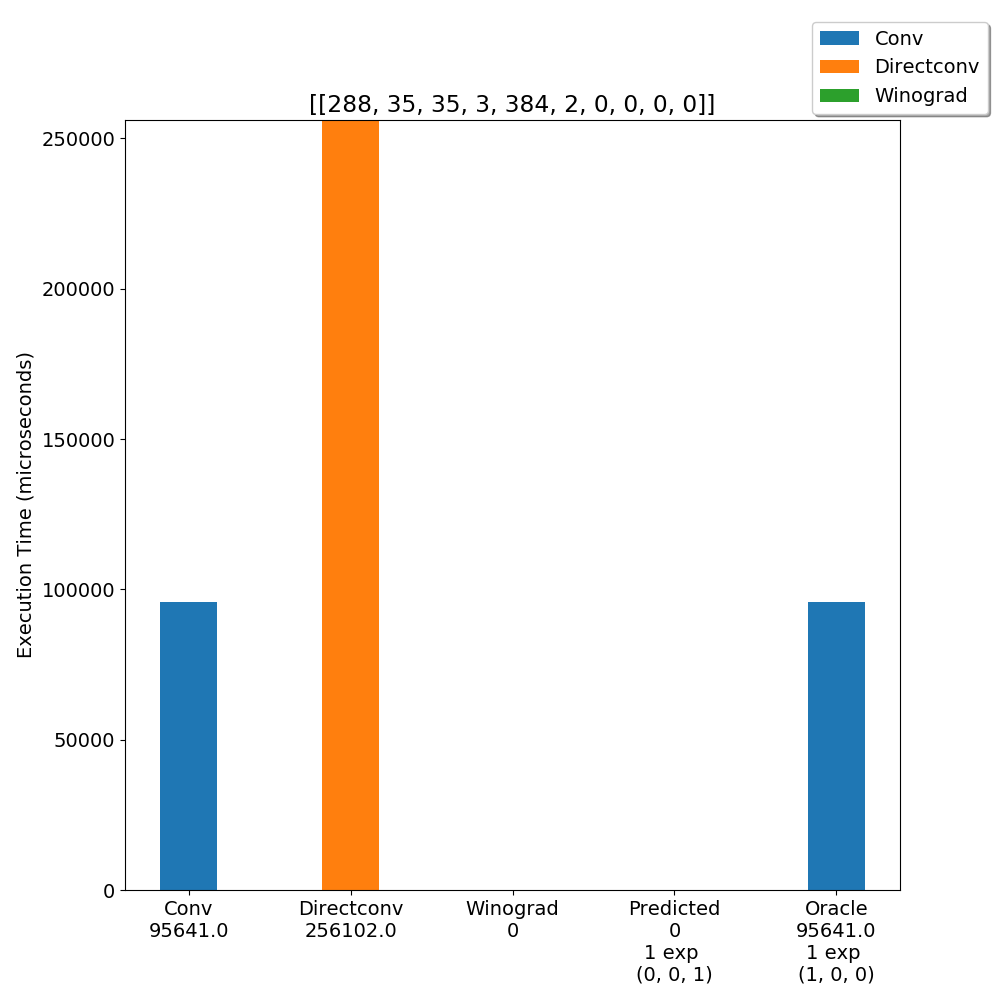 Conv
Directconv
Winograd
[[288, 35, 35, 3, 384, 2, 0, 0, 0, 0]]
Execution Time (microseconds)
250000
200000
150000
100000
50000
0
Conv
95641.0
Directconv
256102.0
Winograd
0
Predicted
0
1 exp
(0, 0, 1)
Oracle
95641.0
1 exp
(1, 0, 0)